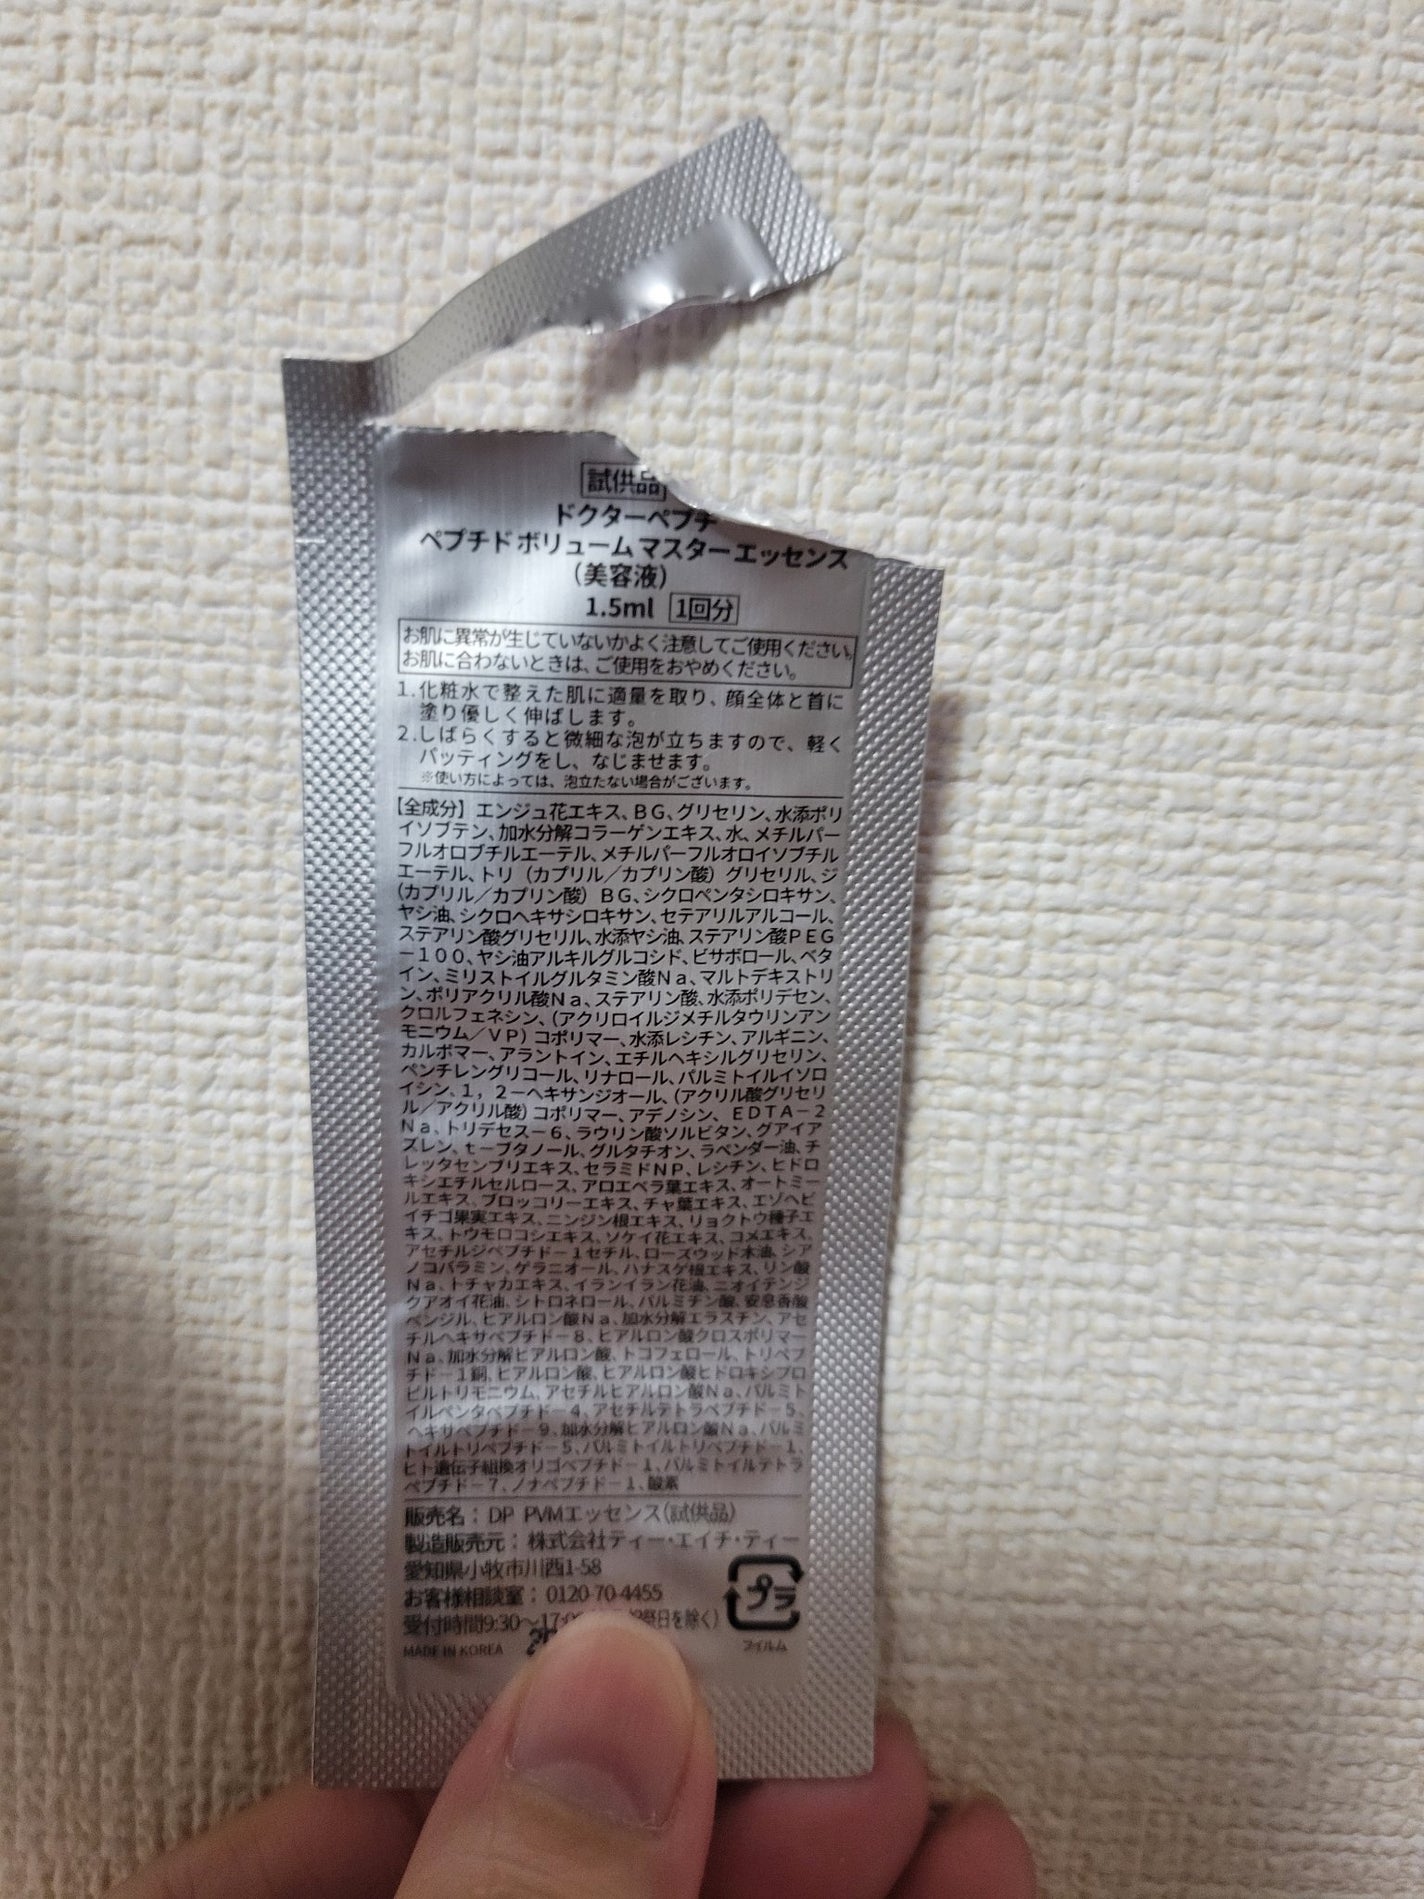 試供品
ドクターペプチ
ペプチドボリュームマスターエッセンス
（美容液）
1.5ml 1回分
お肌に異常が生じていないかよく注意してご使用ください。
お肌に合わないときは、ご使用をおやめください。
1.化粧水で整えた肌に適量を取り、顔全体と首に
塗り優しく伸ばします。
2.しばらくすると微細な泡が立ちますので、軽く
パッティングをし、なじませます。
※使い方によっては、泡立たない場合がございます。
【全成分】エンジュ花エキス、ＢＧ、グリセリン、水添ポリ
イソブテン、加水分解コラーゲンエキス、水、メチルパー
フルオロブチルエーテル、メチルパーフルオロイソブチル
エーテル、トリ（カプリル／カプリン酸）グリセリル、ジ
（カプリル／カプリン酸）ＢＧ、シクロペンタシロキサン、
ヤシ油、シクロヘキサシロキサン、セテアリルアルコール、
ステアリン酸グリセリル、水添ヤシ油、ステアリン酸ＰＥＧ
－１００、ヤシ油アルキルグルコシド、ビサボロール、ベタ
イン、ミリストイルグルタミン酸Ｎａ、マルトデキストリ
ン、ポリアクリル酸Ｎａ、ステアリン酸、水添ポリデセン、
クロルフェネシン、（アクリロイルジメチルタウリンアン
モニウム／ＶＰ）コポリマー、水添レシチン、アルギニン、
カルボマー、アラントイン、エチルヘキシルグリセリン、
ペンチレングリコール、リナロール、パルミトイルイソロ
イシン、１，２－ヘキサンジオール、（アクリル酸グリセリ
ル／アクリル酸）コポリマー、アデノシン、ＥＤＴＡ－２
Ｎａ、トリデセス－６、ラウリン酸ソルビタン、グアイア
ズレン、ｔ－ブタノール、グルタチオン、ラベンダー油、チ
レッタセンブリエキス、セラミドＮＰ、レシチン、ヒドロ
キシエチルセルロース、アロエベラ葉エキス、オートミー
ルエキス、ブロッコリーエキス、チャ葉エキス、エゾヘビ
イチゴ果実エキス、ニンジン根エキス、リョクトウ種子エ
キス、トウモロコシエキス、ソケイ花エキス、コメエキス、
アセチルジペプチド－１セチル、ローズウッド木油、シア
ノコバラミン、ゲラニオール、ハナスゲ根エキス、リン酸
Ｎａ、トチャカエキス、イランイラン花油、ニオイテンジ
クアオイ花油、シトロネロール、パルミチン酸、安息香酸
ベンジル、ヒアルロン酸Ｎａ、加水分解エラスチン、アセ
チルヘキサペプチド－８、ヒアルロン酸クロスポリマー
Ｎａ、加水分解ヒアルロン酸、トコフェロール、トリペプ
チド－１銅、ヒアルロン酸、ヒアルロン酸ヒドロキシプロ
ピルトリモニウム、アセチルヒアルロン酸Ｎａ、パルミト
イルペンタペプチド－４、アセチルテトラペプチド－５、
ヘキサペプチド－９、加水分解ヒアルロン酸Ｎａ、パルミ
トイルトリペプチド－５、パルミトイルトリペプチド－１、
ヒト遺伝子組換オリゴペプチド－１、パルミトイルテトラ
ペプチド－７、ノナペプチド－１、酸素
販売名：DP PVMエッセンス（試供品）
製造販売元：株式会社ティー・エイチ・ティー
愛知県小牧市川西1-58
お客様相談室：0120-70-4455
受付時間9:30～17: 祭日を除く）
MADE IN KOREA
プラ
フイルム